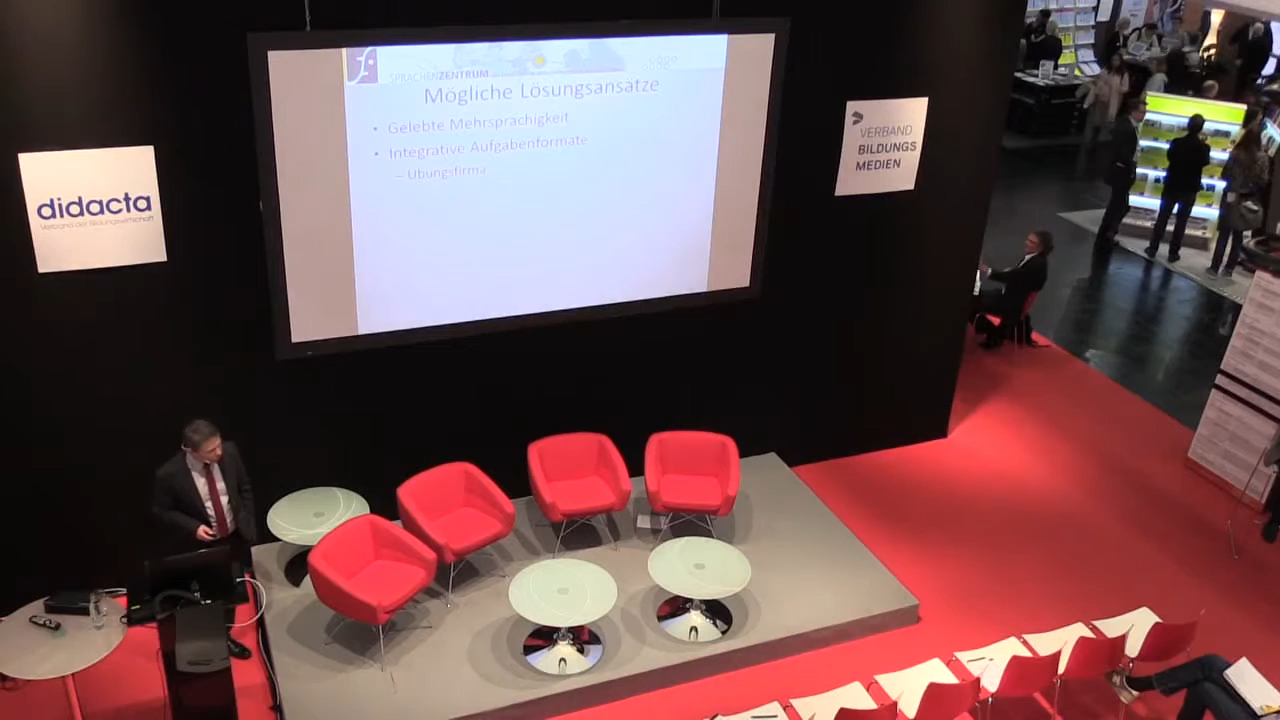 SPRACHENZENTRUM
Mögliche Lösungsansätze
• Gelebte Mehrsprachigkeit
• Integrative Aufgabenformate
– Übungsfirma
didacta
Verband der Bildungswirtschaft
VERBAND
BILDUNGS
MEDIEN